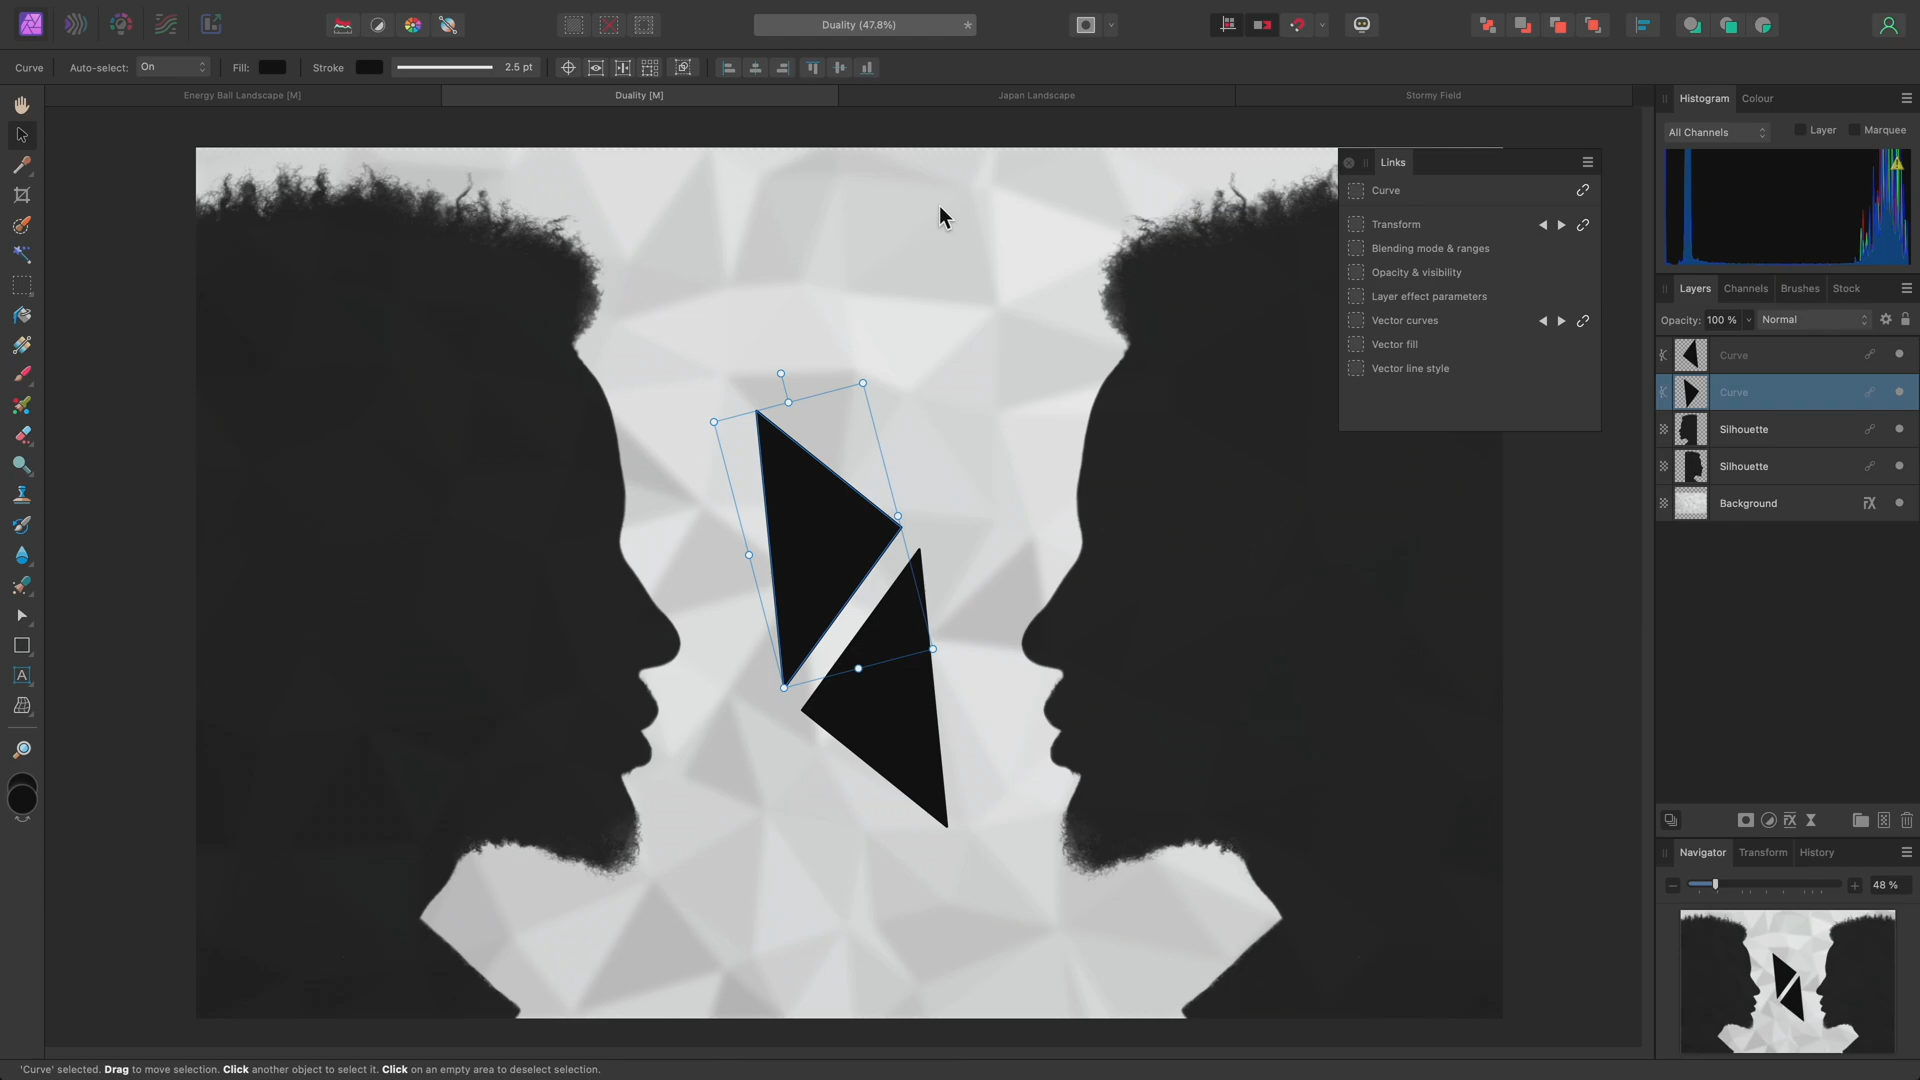 Duality (47.8%)
*
Curve
Auto-select:
On
Fill:
Stroke
2.5 pt
Energy Ball Landscape [M]
Duality [M]
Japan Landscape
Stormy Field
Histogram
Colour
All Channels
Layer
Marquee
Links
Curve
Transform
Blending mode & ranges
Opacity & visibility
Layer effect parameters
Vector curves
Vector fill
Vector line style
Layers
Channels
Brushes
Stock
Opacity:
100 %
Normal
Curve
Curve
Silhouette
Silhouette
Background
FX
FX
A
Navigator
Transform
History
48 %
'Curve' selected. Drag to move selection. Click another object to select it. Click on an empty area to deselect selection.